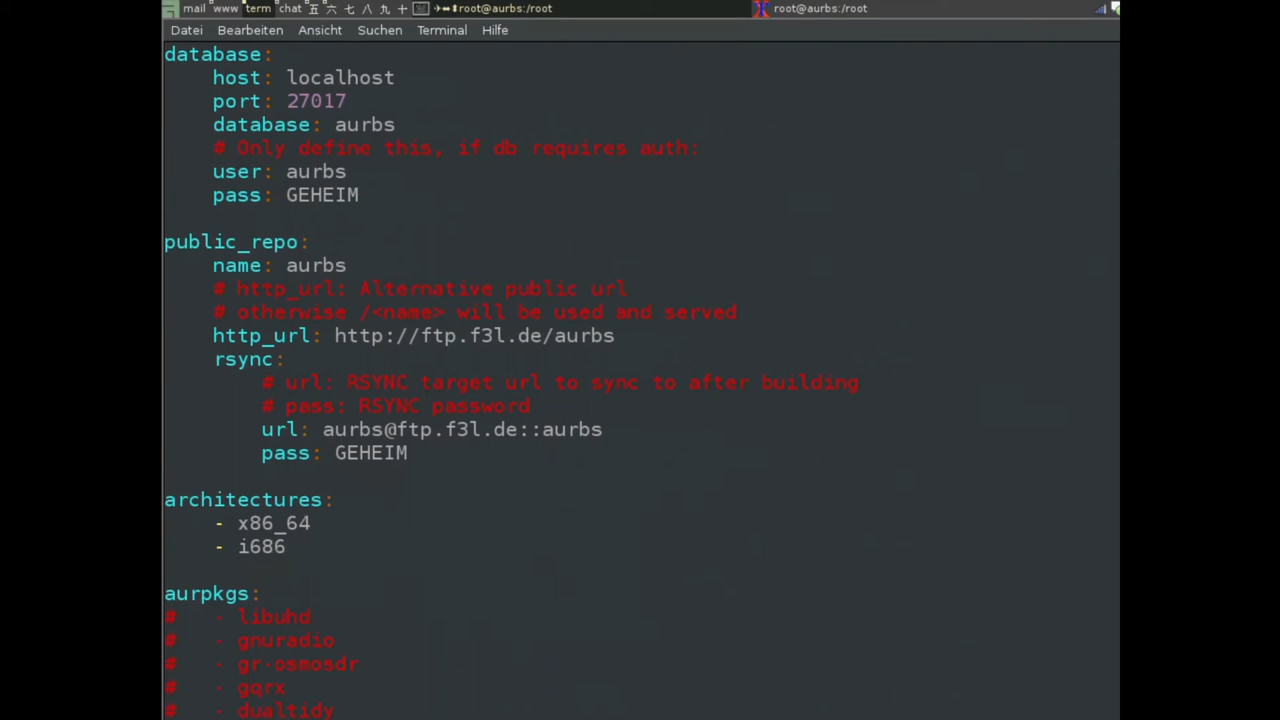 mail www term chat 五 六 七 八 九 十 root@aurbs:/root root@aurbs:/root
Datei Bearbeiten Ansicht Suchen Terminal Hilfe
database:
host: localhost
port: 27017
database: aurbs
# Only define this, if db requires auth:
user: aurbs
pass: GEHEIM
public_repo:
name: aurbs
# http_url: Alternative public url
# otherwise /<name> will be used and served
http_url: http://ftp.f3l.de/aurbs
rsync:
# url: RSYNC target url to sync to after building
# pass: RSYNC password
url: aurbs@ftp.f3l.de::aurbs
pass: GEHEIM
architectures:
- x86_64
- i686
aurpkgs:
# - libuhd
# - gnuradio
# - gr-osmosdr
# - gqrx
# - dualtidy